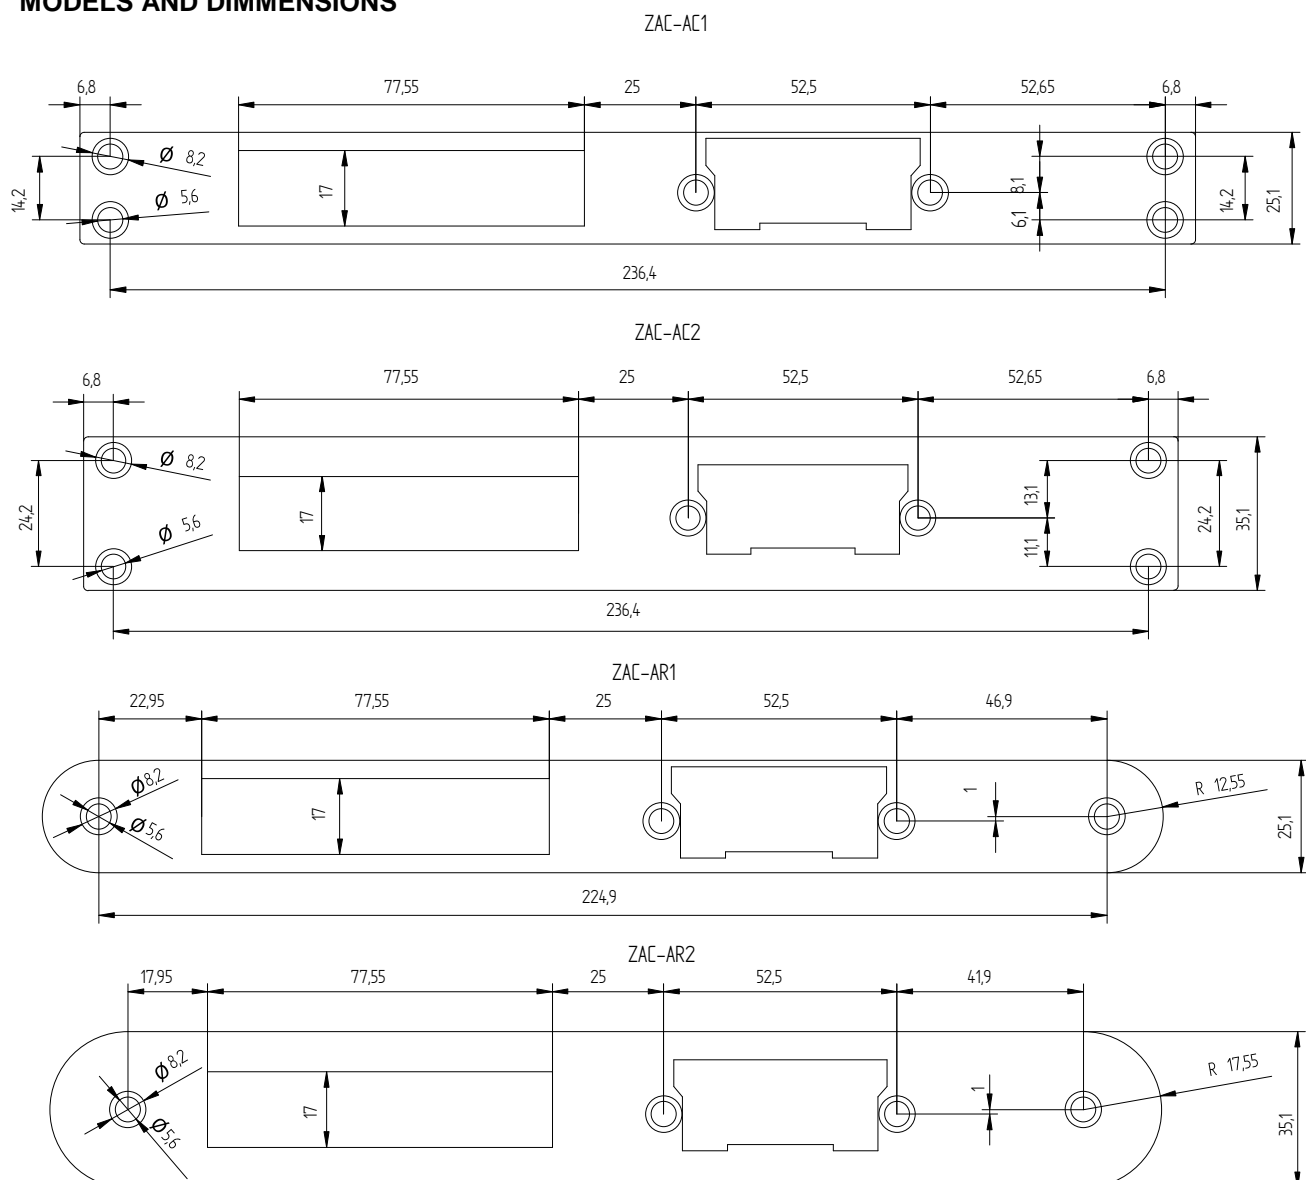 MODELS AND DIMMENSIONS
ZAC-AC1
6,8 77,55 25 52,5 52,65 6,8
Ø 8,2
Ø 5,6
14,2
17
8,1
6,1
14,2
25,1
236,4
ZAC-AC2
6,8 77,55 25 52,5 52,65 6,8
Ø 8,2
Ø 5,6
24,2
17
13,1
11,1
24,2
35,1
236,4
ZAC-AR1
22,95 77,55 25 52,5 46,9
Ø8,2
Ø5,6
17
1
R 12,55
25,1
224,9
ZAC-AR2
17,95 77,55 25 52,5 41,9
Ø8,2
Ø5,6
17
1
R 17,55
35,1